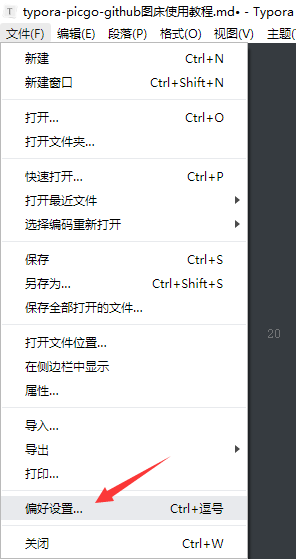 T typora-picgo-github图床使用教程.md• - Typora
文件(F) 编辑(E) 段落(P) 格式(O) 视图(V) 主题(
新建 Ctrl+N
新建窗口 Ctrl+Shift+N
打开... Ctrl+O
打开文件夹...
快速打开... Ctrl+P
打开最近文件
选择编码重新打开
保存 Ctrl+S
另存为... Ctrl+Shift+S
保存全部打开的文件...
20
打开文件位置...
在侧边栏中显示
属性...
导入...
导出
打印...
偏好设置... Ctrl+逗号
关闭 Ctrl+W